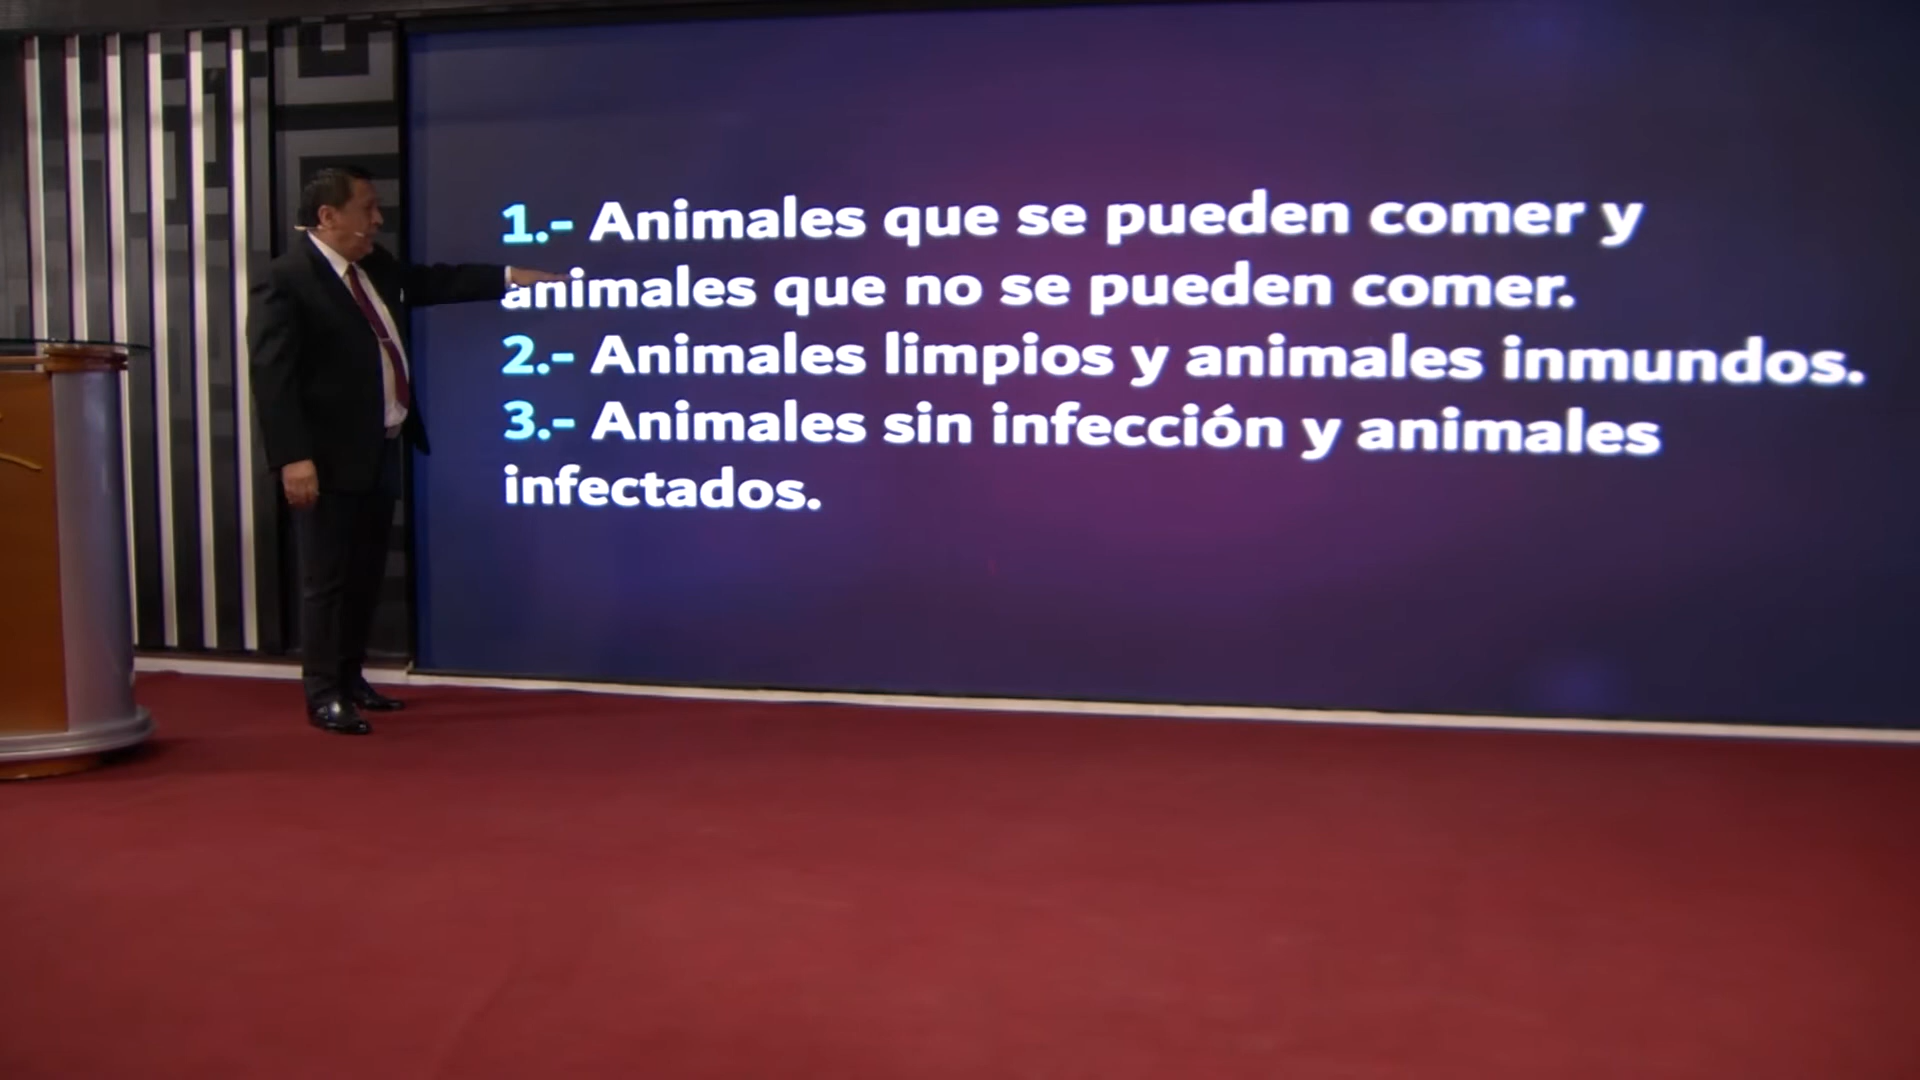 1.- Animales que se pueden comer y
animales que no se pueden comer.
2.- Animales limpios y animales inmundos.
3.- Animales sin infección y animales
infectados.